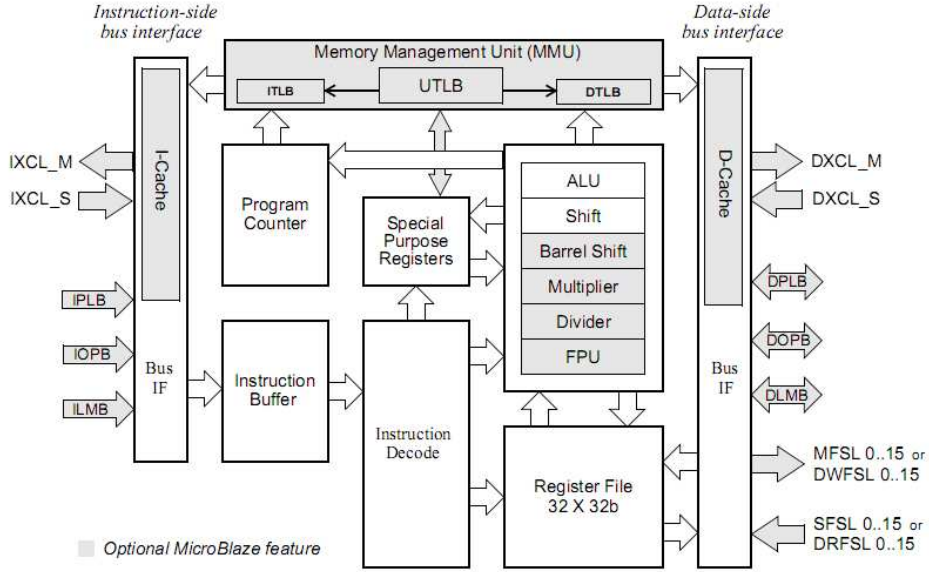 Instruction-side
bus interface
Data-side
bus interface
Memory Management Unit (MMU)
ITLB
UTLB
DTLB
I-Cache
D-Cache
IXCL_M
IXCL_S
DXCL_M
DXCL_S
Program
Counter
Special
Purpose
Registers
ALU
Shift
Barrel Shift
Multiplier
Divider
FPU
IPLB
IOPB
ILMB
Bus
IF
Instruction
Buffer
Instruction
Decode
Register File
32 X 32b
Bus
IF
DPLB
DOPB
DLMB
MFSL 0..15 or
DWFSL 0..15
SFSL 0..15 or
DRFSL 0..15
Optional MicroBlaze feature